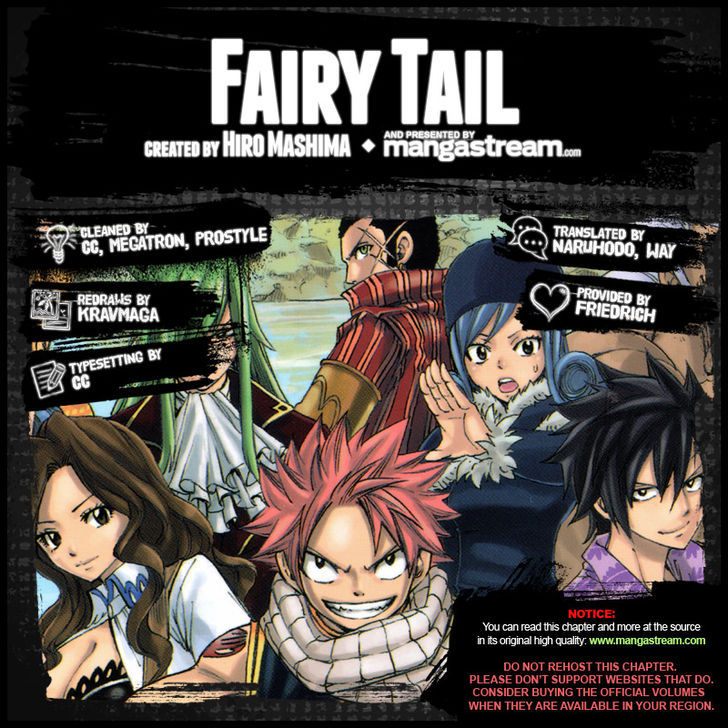 FAIRY TAIL
CREATED BY HIRO MASHIMA ◆ AND PRESENTED BY mangastream.com
CLEANED BY
CC, MEGATRON, PROSTYLE
REDRAWS BY
KRAVMAGA
TYPESETTING BY
CC
TRANSLATED BY
NARUHODO, WAY
PROVIDED BY
FRIEDRICH
NOTICE:
You can read this chapter and more at the source
in its original high quality: www.mangastream.com
DO NOT REHOST THIS CHAPTER.
PLEASE DON'T SUPPORT WEBSITES THAT DO.
CONSIDER BUYING THE OFFICIAL VOLUMES
WHEN THEY ARE AVAILABLE IN YOUR REGION.